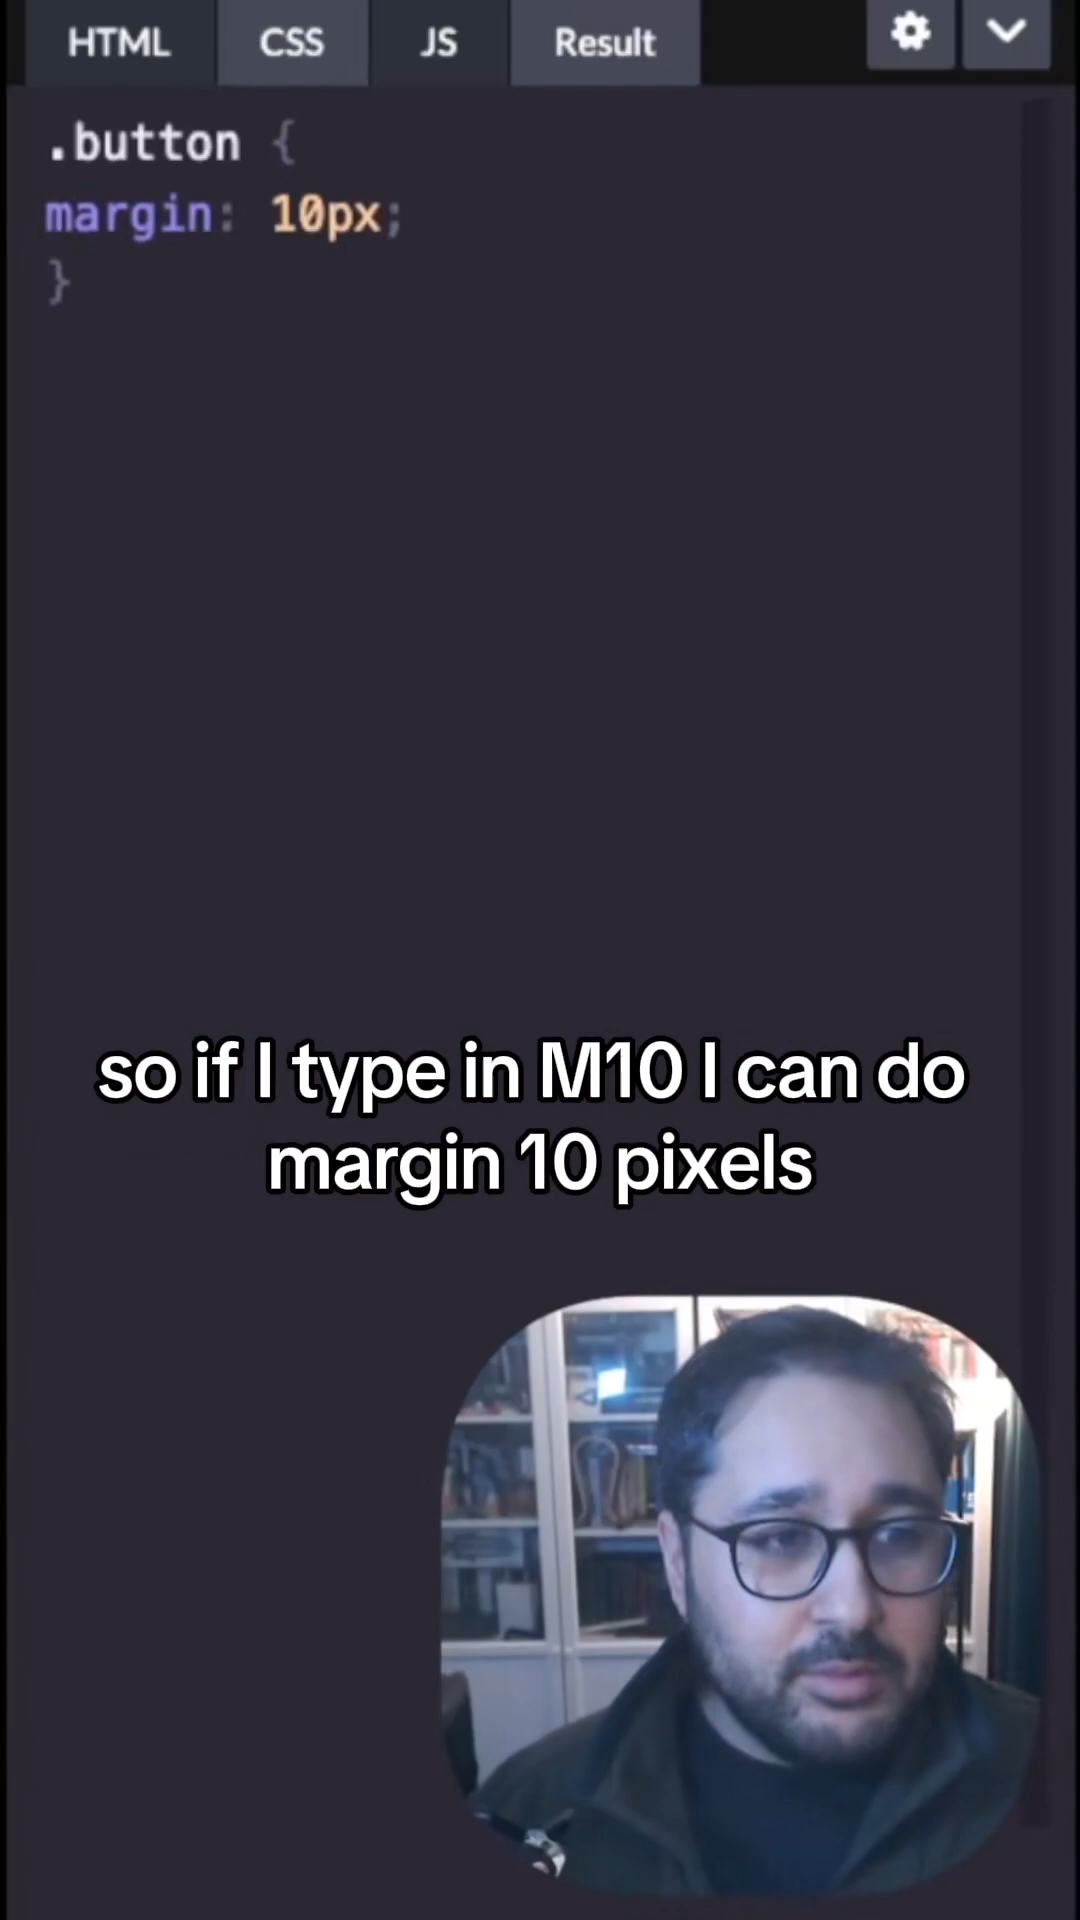 HTML CSS JS Result
.button {
margin: 10px;
}
so if I type in M10 I can do
margin 10 pixels